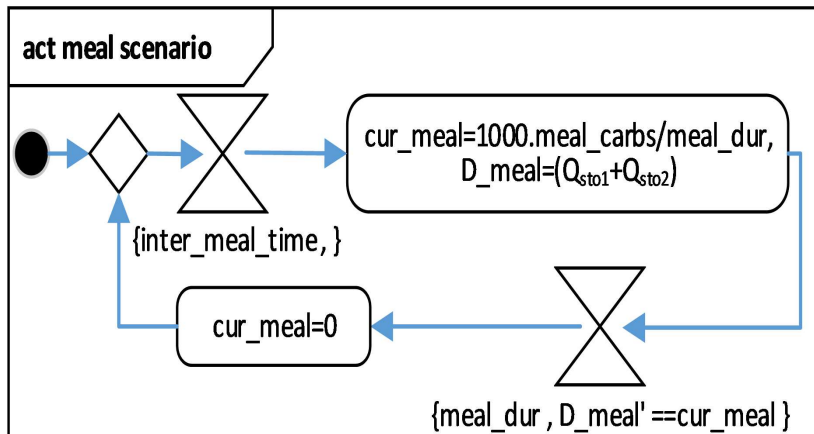 act meal scenario
cur_meal=1000.meal_carbs/meal_dur,
D_meal=(Qsto1+Qsto2)
{inter_meal_time , }
cur_meal=0
{meal_dur , D_meal' ==cur_meal }